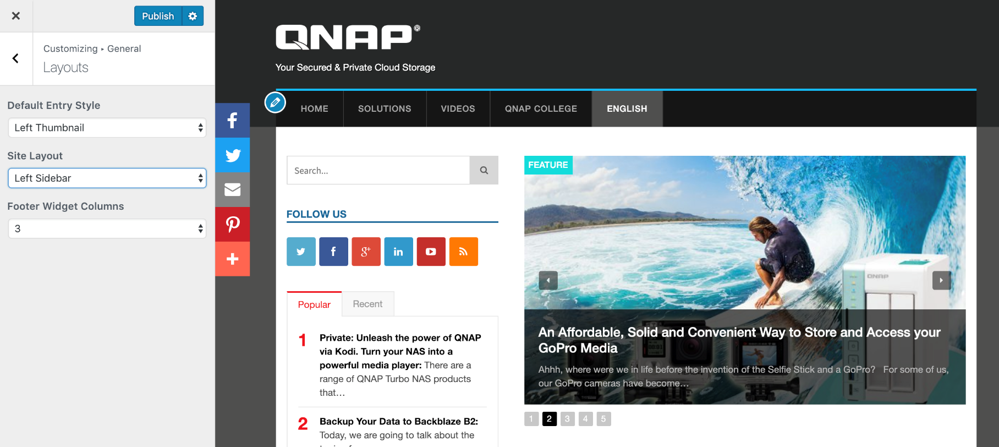 Publish
Customizing ▸ General
Layouts
Default Entry Style
Left Thumbnail
Site Layout
Left Sidebar
Footer Widget Columns
3
QNAP®
Your Secured & Private Cloud Storage
HOME
SOLUTIONS
VIDEOS
QNAP COLLEGE
ENGLISH
Search...
FOLLOW US
Popular
Recent
1
Private: Unleash the power of QNAP
via Kodi. Turn your NAS into a
powerful media player: There are a
range of QNAP Turbo NAS products
that…
2
Backup Your Data to Backblaze B2:
Today, we are going to talk about the
FEATURE
QNAP
An Affordable, Solid and Convenient Way to Store and Access your
GoPro Media
Ahhh, where were we in life before the invention of the Selfie Stick and a GoPro? For some of us,
our GoPro cameras have become…
1 2 3 4 5